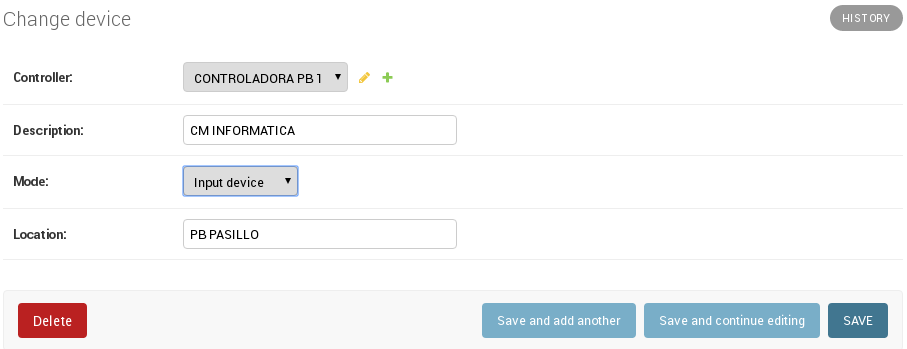 Change device
HISTORY
Controller: CONTROLADORA PB 1
Description: CM INFORMATICA
Mode: Input device
Location: PB PASILLO
Delete Save and add another Save and continue editing SAVE